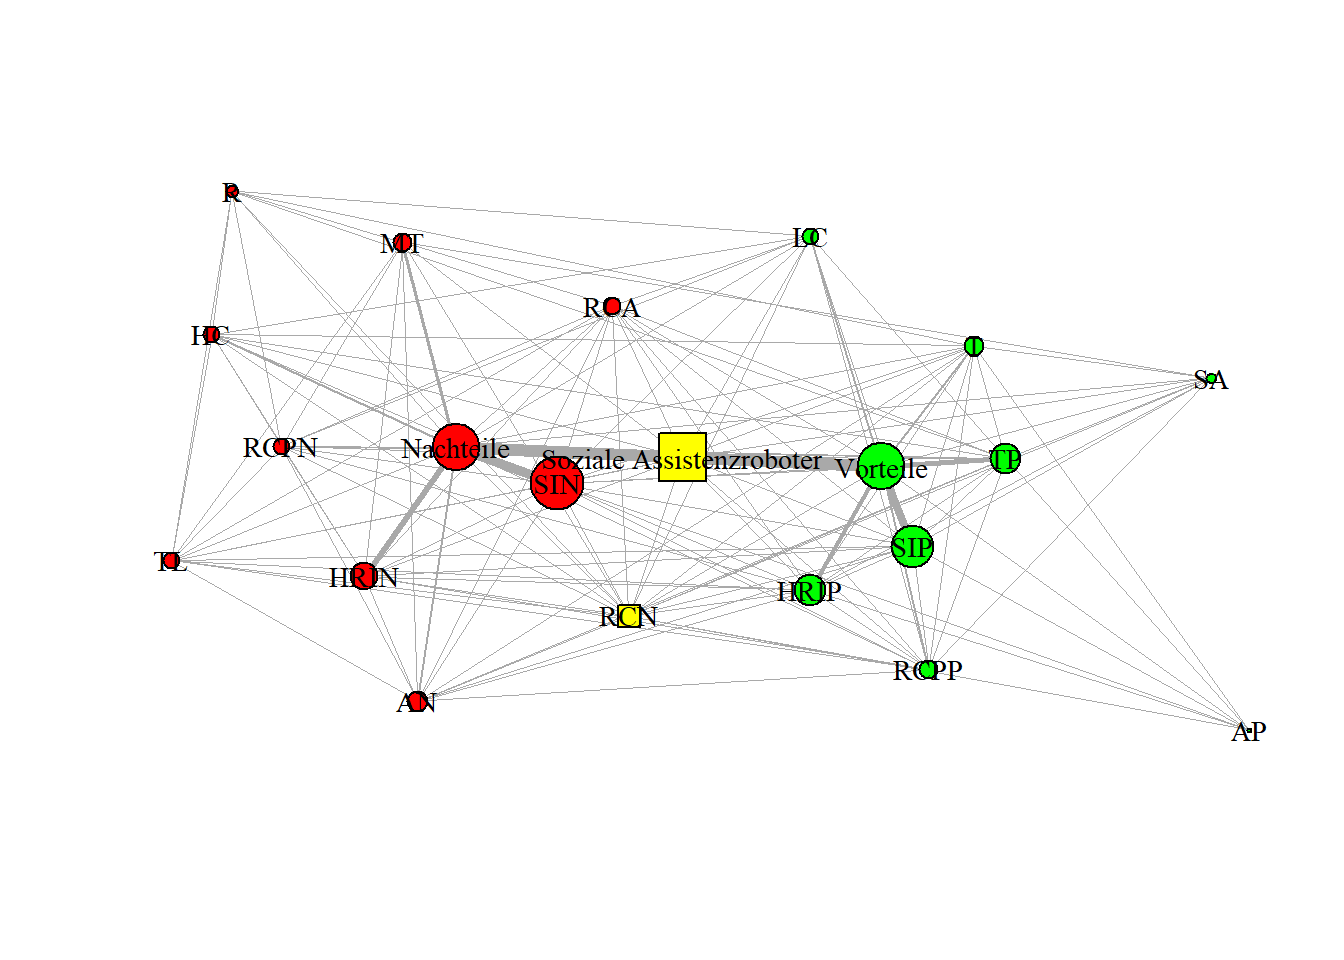 R
MT
LC
RCA
HC
I
SA
RCPN
Nachteile
Soziale Assistenzroboter
Vorteile
TP
SIN
SIP
TL
HRIN
HRIP
RCN
RCPP
AN
AP